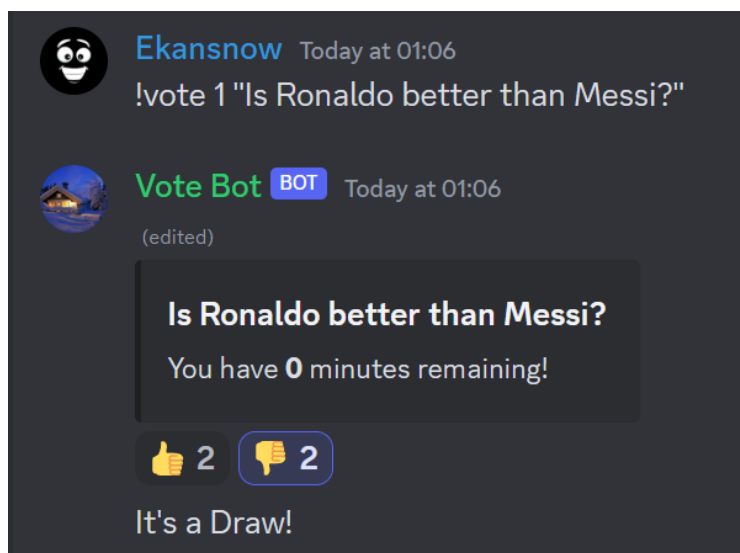 Ekansnow Today at 01:06
!vote 1 "Is Ronaldo better than Messi?"
Vote Bot BOT Today at 01:06
(edited)
Is Ronaldo better than Messi?
You have 0 minutes remaining!
👍 2 👎 2
It's a Draw!